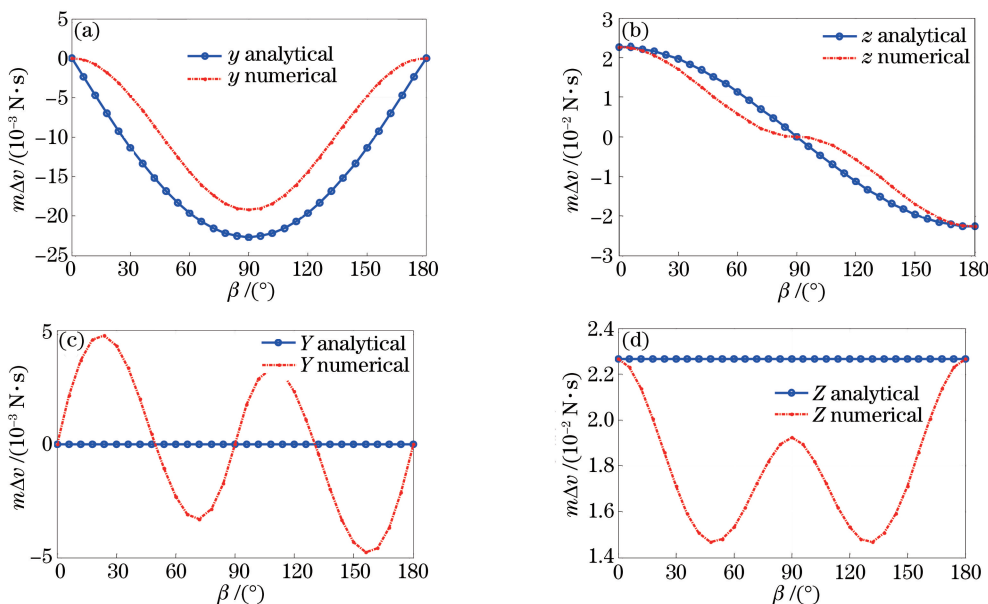 (a)
y analytical
y numerical
5
0
−5
−10
−15
−20
−25
mΔv /(10⁻³ N·s)
0 30 60 90 120 150 180
β /(°)
(b)
z analytical
z numerical
3
2
1
0
−1
−2
−3
mΔv /(10⁻² N·s)
0 30 60 90 120 150 180
β /(°)
(c)
Y analytical
Y numerical
5
0
−5
mΔv /(10⁻³ N·s)
0 30 60 90 120 150 180
β /(°)
(d)
Z analytical
Z numerical
2.4
2.2
2.0
1.8
1.6
1.4
mΔv /(10⁻² N·s)
0 30 60 90 120 150 180
β /(°)